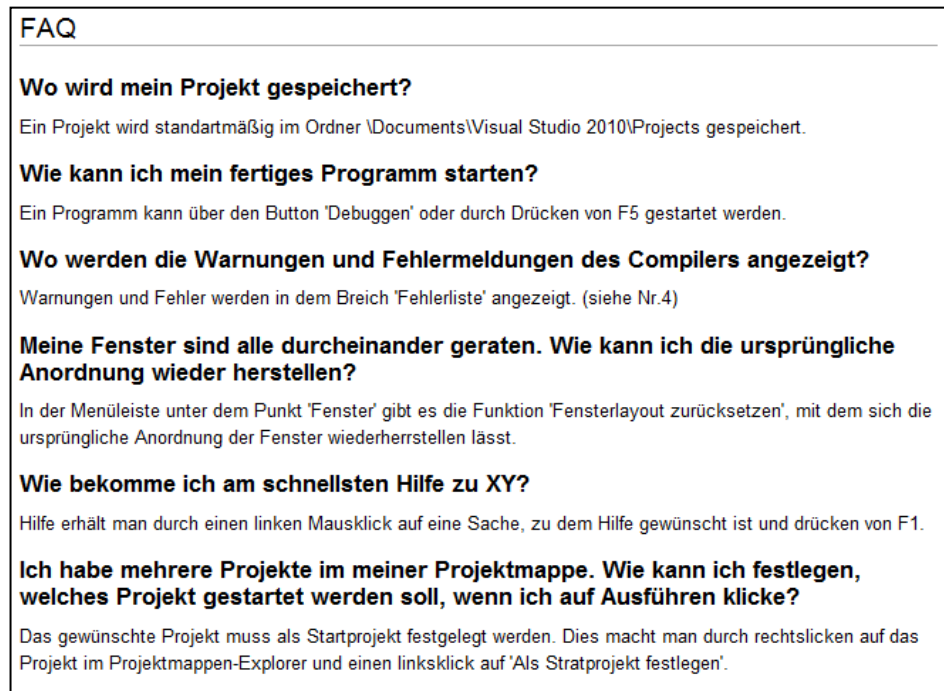 FAQ
Wo wird mein Projekt gespeichert?
Ein Projekt wird standartmäßig im Ordner \Documents\Visual Studio 2010\Projects gespeichert.
Wie kann ich mein fertiges Programm starten?
Ein Programm kann über den Button 'Debuggen' oder durch Drücken von F5 gestartet werden.
Wo werden die Warnungen und Fehlermeldungen des Compilers angezeigt?
Warnungen und Fehler werden in dem Breich 'Fehlerliste' angezeigt. (siehe Nr.4)
Meine Fenster sind alle durcheinander geraten. Wie kann ich die ursprüngliche
Anordnung wieder herstellen?
In der Menüleiste unter dem Punkt 'Fenster' gibt es die Funktion 'Fensterlayout zurücksetzen', mit dem sich die
ursprüngliche Anordnung der Fenster wiederherrstellen lässt.
Wie bekomme ich am schnellsten Hilfe zu XY?
Hilfe erhält man durch einen linken Mausklick auf eine Sache, zu dem Hilfe gewünscht ist und drücken von F1.
Ich habe mehrere Projekte im meiner Projektmappe. Wie kann ich festlegen,
welches Projekt gestartet werden soll, wenn ich auf Ausführen klicke?
Das gewünschte Projekt muss als Startprojekt festgelegt werden. Dies macht man durch rechtslicken auf das
Projekt im Projektmappen-Explorer und einen linksklick auf 'Als Stratprojekt festlegen'.